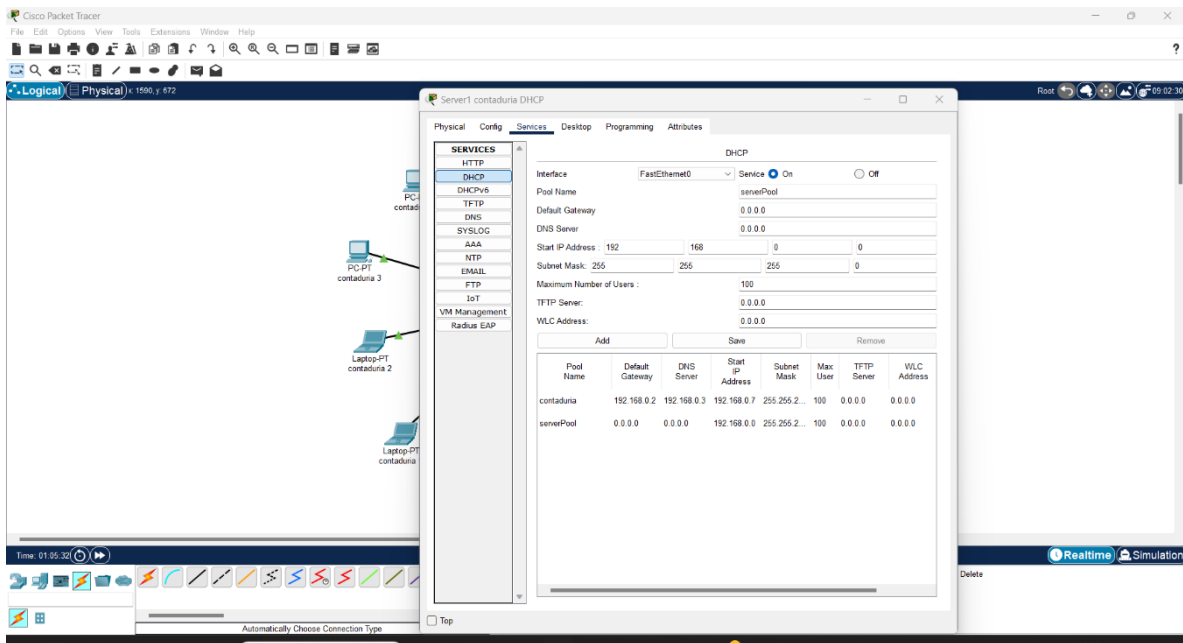 Cisco Packet Tracer
File Edit Options View Tools Extensions Window Help
?
Logical Physical x: 1590, y: 672
Root 09:02:30
Server1 contaduria DHCP
Physical Config Services Desktop Programming Attributes
SERVICES
HTTP
DHCP
DHCPv6
TFTP
DNS
SYSLOG
AAA
NTP
EMAIL
FTP
IoT
VM Management
Radius EAP
DHCP
Interface FastEthernet0 Service On Off
Pool Name serverPool
Default Gateway 0.0.0.0
DNS Server 0.0.0.0
Start IP Address : 192 168 0 0
Subnet Mask: 255 255 255 0
Maximum Number of Users : 100
TFTP Server: 0.0.0.0
WLC Address: 0.0.0.0
Add Save Remove
Pool Name Default Gateway DNS Server Start IP Address Subnet Mask Max User TFTP Server WLC Address
contaduria 192.168.0.2 192.168.0.3 192.168.0.7 255.255.2... 100 0.0.0.0 0.0.0.0
serverPool 0.0.0.0 0.0.0.0 192.168.0.0 255.255.2... 100 0.0.0.0 0.0.0.0
Top
PC-PT
contaduria 3
Laptop-PT
contaduria 2
Laptop-PT
contaduria
Time: 01:05:32
Realtime Simulation
Delete
Automatically Choose Connection Type